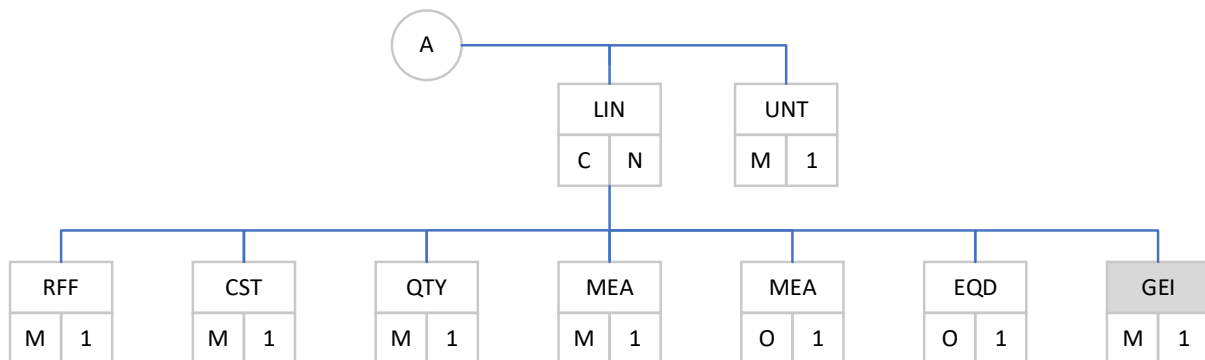 A
LIN UNT
C N M 1
RFF CST QTY MEA MEA EQD GEI
M 1 M 1 M 1 M 1 O 1 O 1 M 1